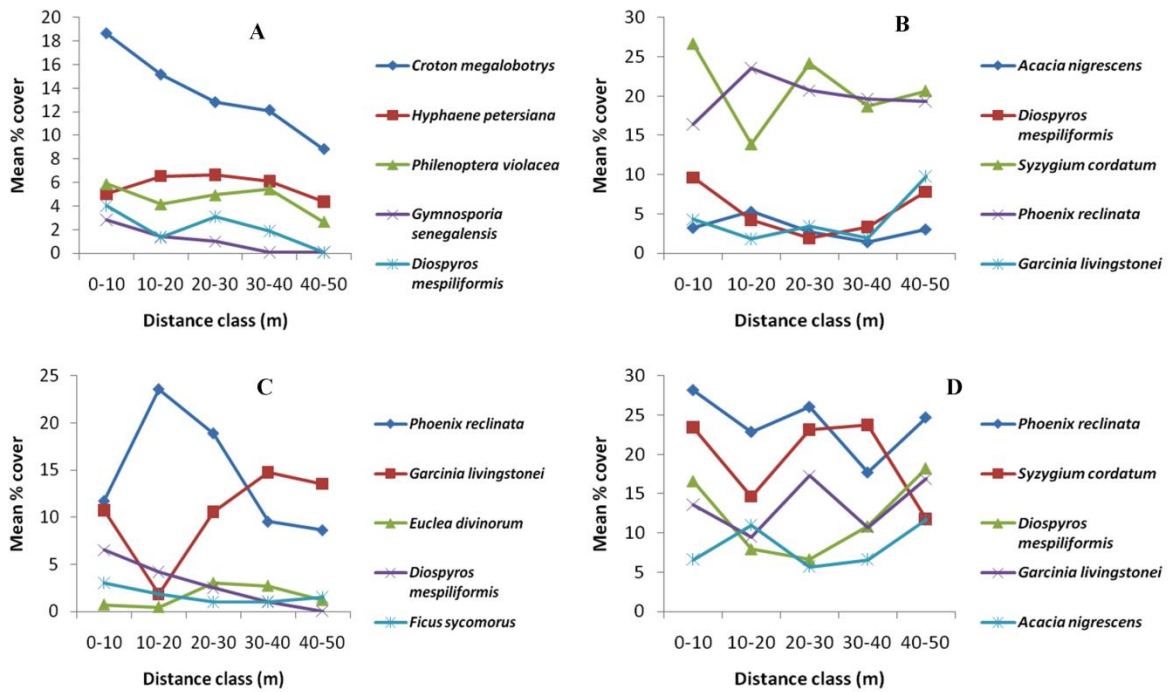 A
Mean % cover
20
18
16
14
12
10
8
6
4
2
0
0-10 10-20 20-30 30-40 40-50
Distance class (m)
Croton megalobotrys
Hyphaene petersiana
Philenoptera violacea
Gymnosporia
senegalensis
Diospyros
mespiliformis
B
Mean % cover
30
25
20
15
10
5
0
0-10 10-20 20-30 30-40 40-50
Distance class (m)
Acacia nigrescens
Diospyros
mespiliformis
Syzygium cordatum
Phoenix reclinata
Garcinia livingstonei
C
Mean % cover
25
20
15
10
5
0
0-10 10-20 20-30 30-40 40-50
Distance class (m)
Phoenix reclinata
Garcinia livingstonei
Euclea divinorum
Diospyros
mespiliformis
Ficus sycomorus
D
Mean % cover
30
25
20
15
10
5
0
0-10 10-20 20-30 30-40 40-50
Distance class (m)
Phoenix reclinata
Syzygium cordatum
Diospyros
mespiliformis
Garcinia livingstonei
Acacia nigrescens